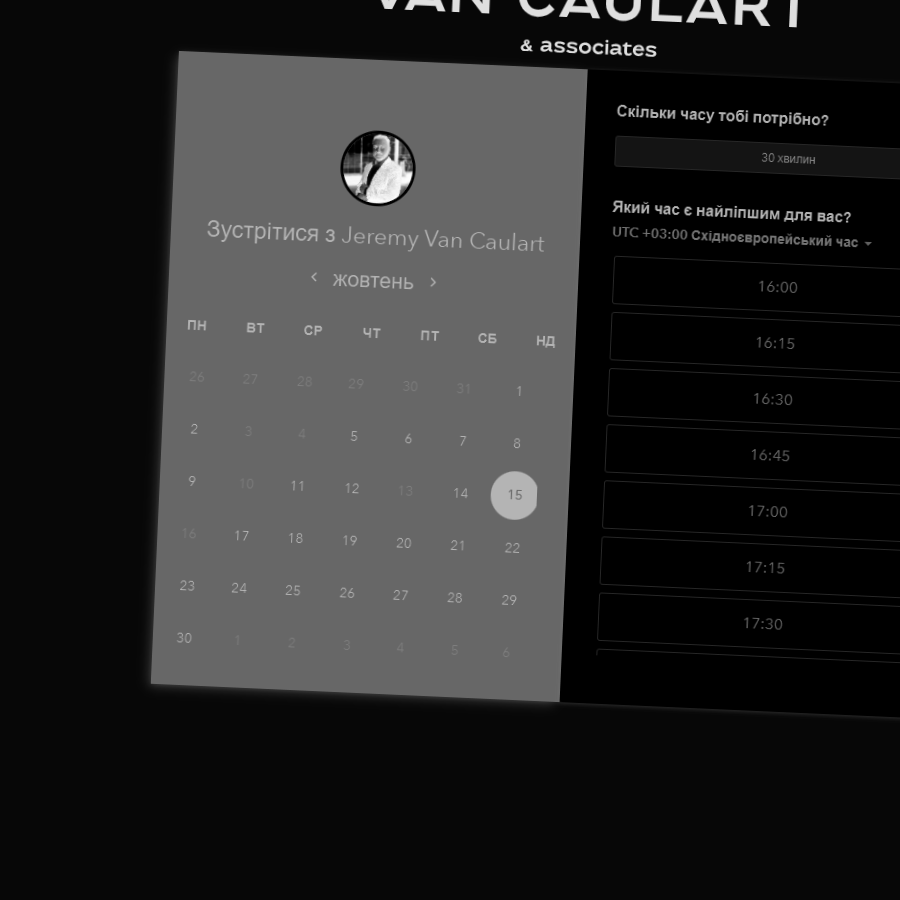 VAN CAULART
& associates
Зустрітися з Jeremy Van Caulart
жовтень
ПН ВТ СР ЧТ ПТ СБ НД
26 27 28 29 30 31 1
2 3 4 5 6 7 8
9 10 11 12 13 14 15
16 17 18 19 20 21 22
23 24 25 26 27 28 29
30 1 2 3 4 5 6
Скільки часу тобі потрібно?
30 хвилин
Який час є найліпшим для вас?
UTC +03:00 Східноєвропейський час
16:00
16:15
16:30
16:45
17:00
17:15
17:30